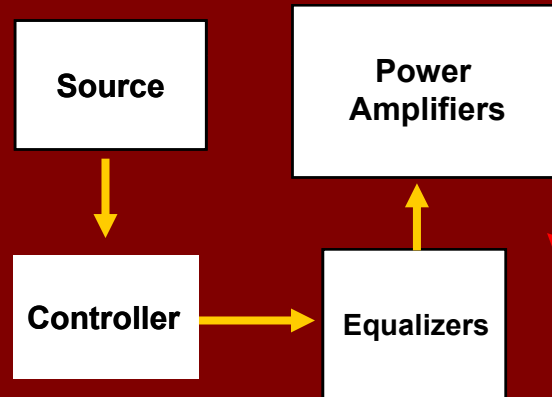 Source
Power
Amplifiers
Controller
Equalizers